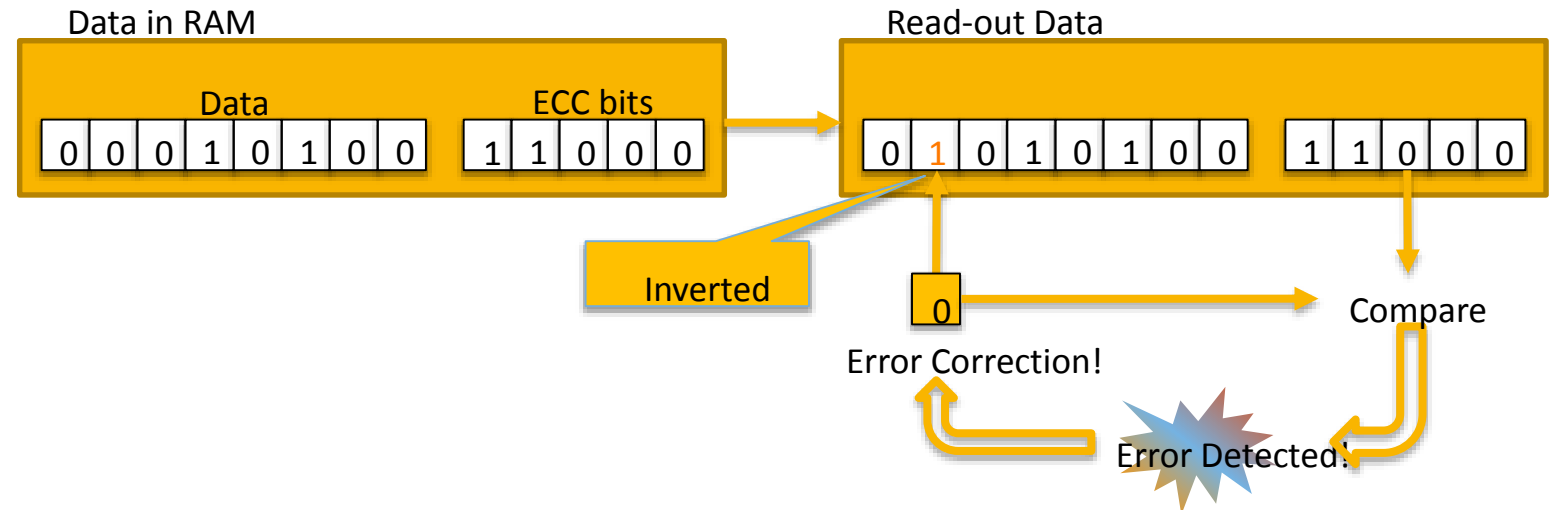 Data in RAM
Read-out Data
Data
ECC bits
0 0 0 1 0 1 0 0
1 1 0 0 0
0 1 0 1 0 1 0 0
1 1 0 0 0
Inverted
0
Compare
Error Correction!
Error Detected!